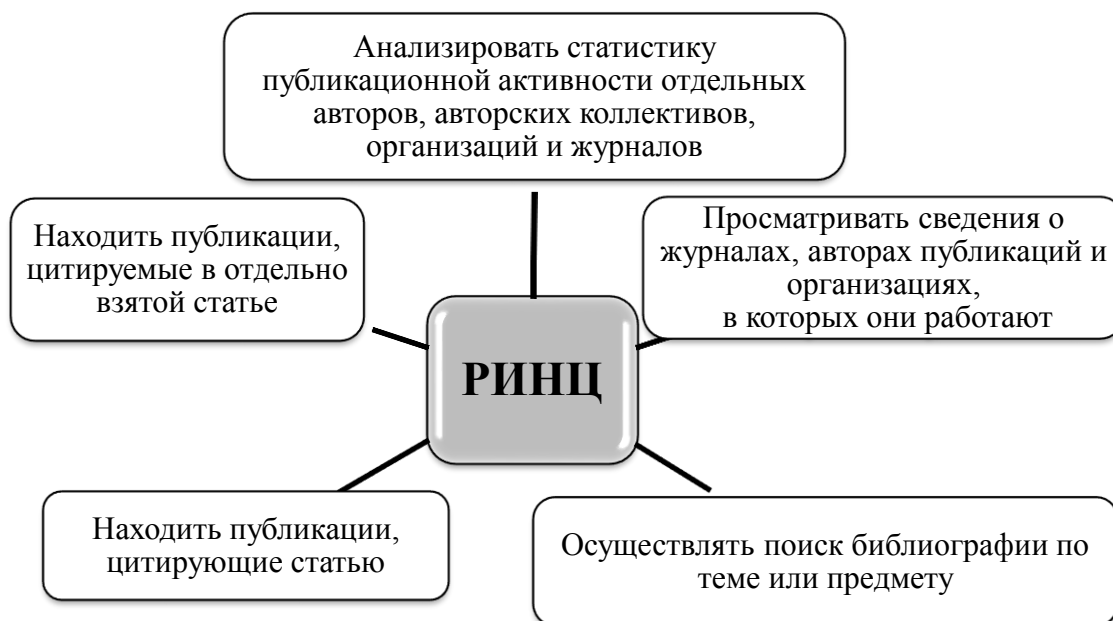 Анализировать статистику
публикационной активности отдельных
авторов, авторских коллективов,
организаций и журналов
Находить публикации,
цитируемые в отдельно
взятой статье
Просматривать сведения о
журналах, авторах публикаций и
организациях,
в которых они работают
РИНЦ
Находить публикации,
цитирующие статью
Осуществлять поиск библиографии по
теме или предмету